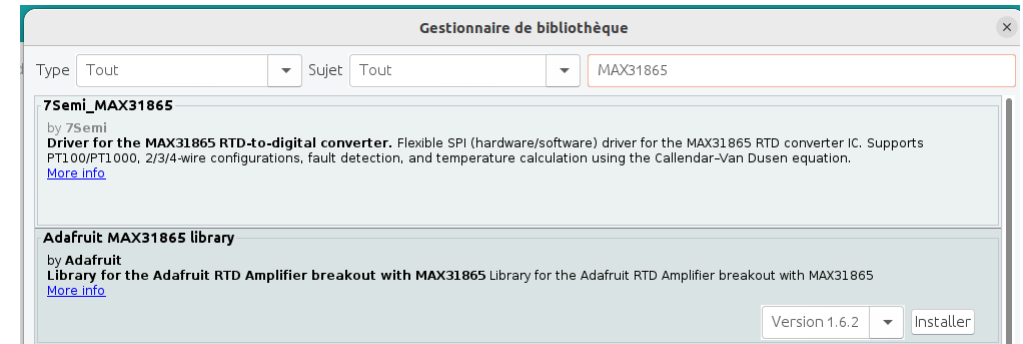 Gestionnaire de bibliothèque
Type Tout Sujet Tout MAX31865
7Semi_MAX31865
by 7Semi
Driver for the MAX31865 RTD-to-digital converter. Flexible SPI (hardware/software) driver for the MAX31865 RTD converter IC. Supports
PT100/PT1000, 2/3/4-wire configurations, fault detection, and temperature calculation using the Callendar–Van Dusen equation.
More info
Adafruit MAX31865 library
by Adafruit
Library for the Adafruit RTD Amplifier breakout with MAX31865 Library for the Adafruit RTD Amplifier breakout with MAX31865
More info
Version 1.6.2 Installer